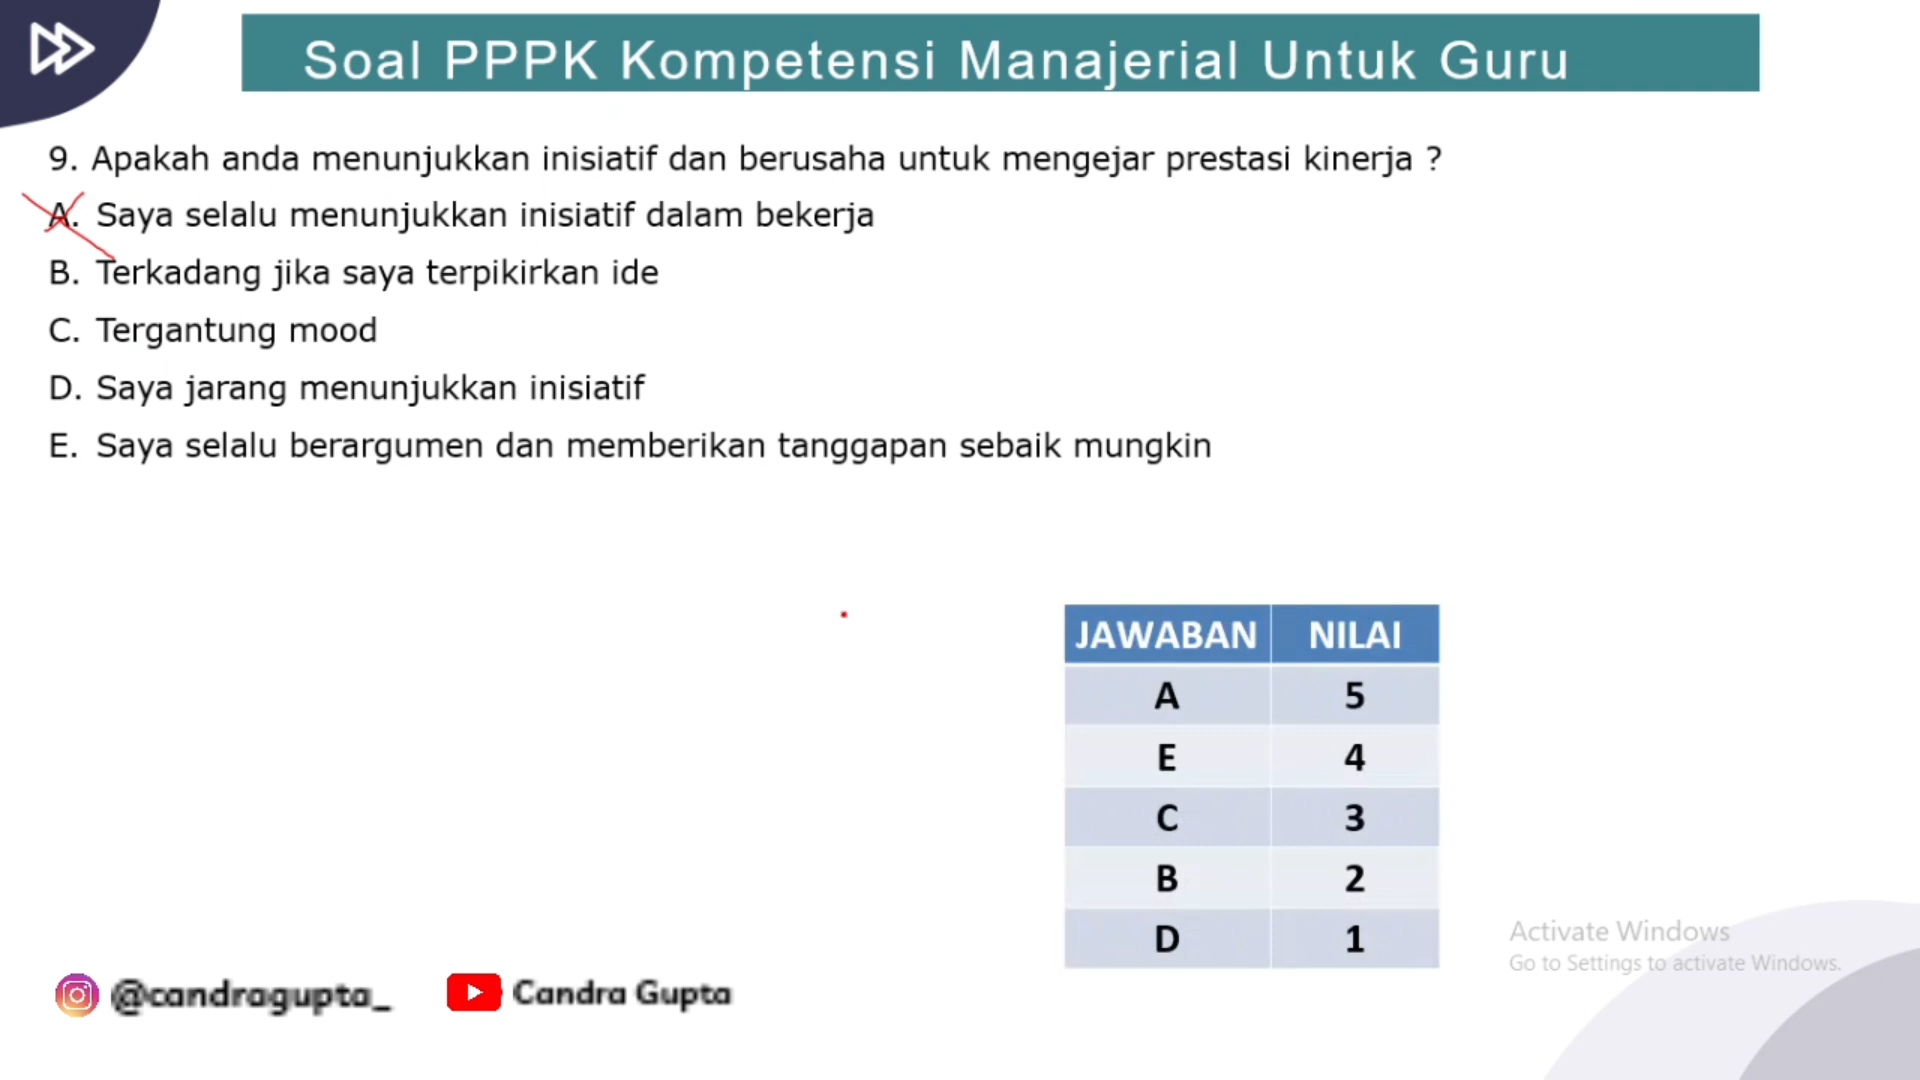 Soal PPPK Kompetensi Manajerial Untuk Guru
9. Apakah anda menunjukkan inisiatif dan berusaha untuk mengejar prestasi kinerja ?
A. Saya selalu menunjukkan inisiatif dalam bekerja
B. Terkadang jika saya terpikirkan ide
C. Tergantung mood
D. Saya jarang menunjukkan inisiatif
E. Saya selalu berargumen dan memberikan tanggapan sebaik mungkin
JAWABAN NILAI
A 5
E 4
C 3
B 2
D 1
Activate Windows
Go to Settings to activate Windows.
@candragupta_ Candra Gupta